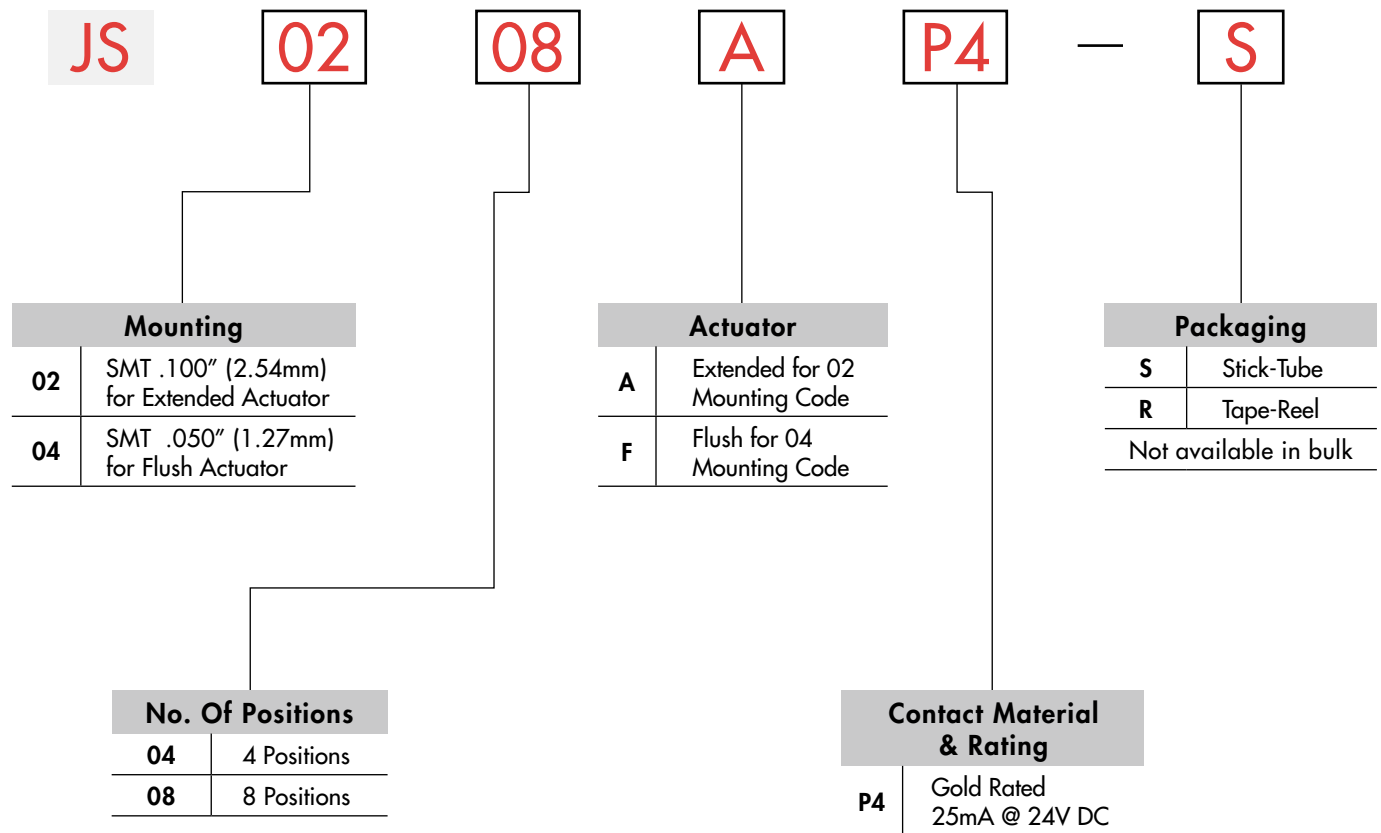 JS 02 08 A P4 — S
Mounting
02 SMT .100” (2.54mm)
for Extended Actuator
04 SMT .050” (1.27mm)
for Flush Actuator
Actuator
A Extended for 02
Mounting Code
F Flush for 04
Mounting Code
Packaging
S Stick-Tube
R Tape-Reel
Not available in bulk
No. Of Positions
04 4 Positions
08 8 Positions
Contact Material
& Rating
P4 Gold Rated
25mA @ 24V DC